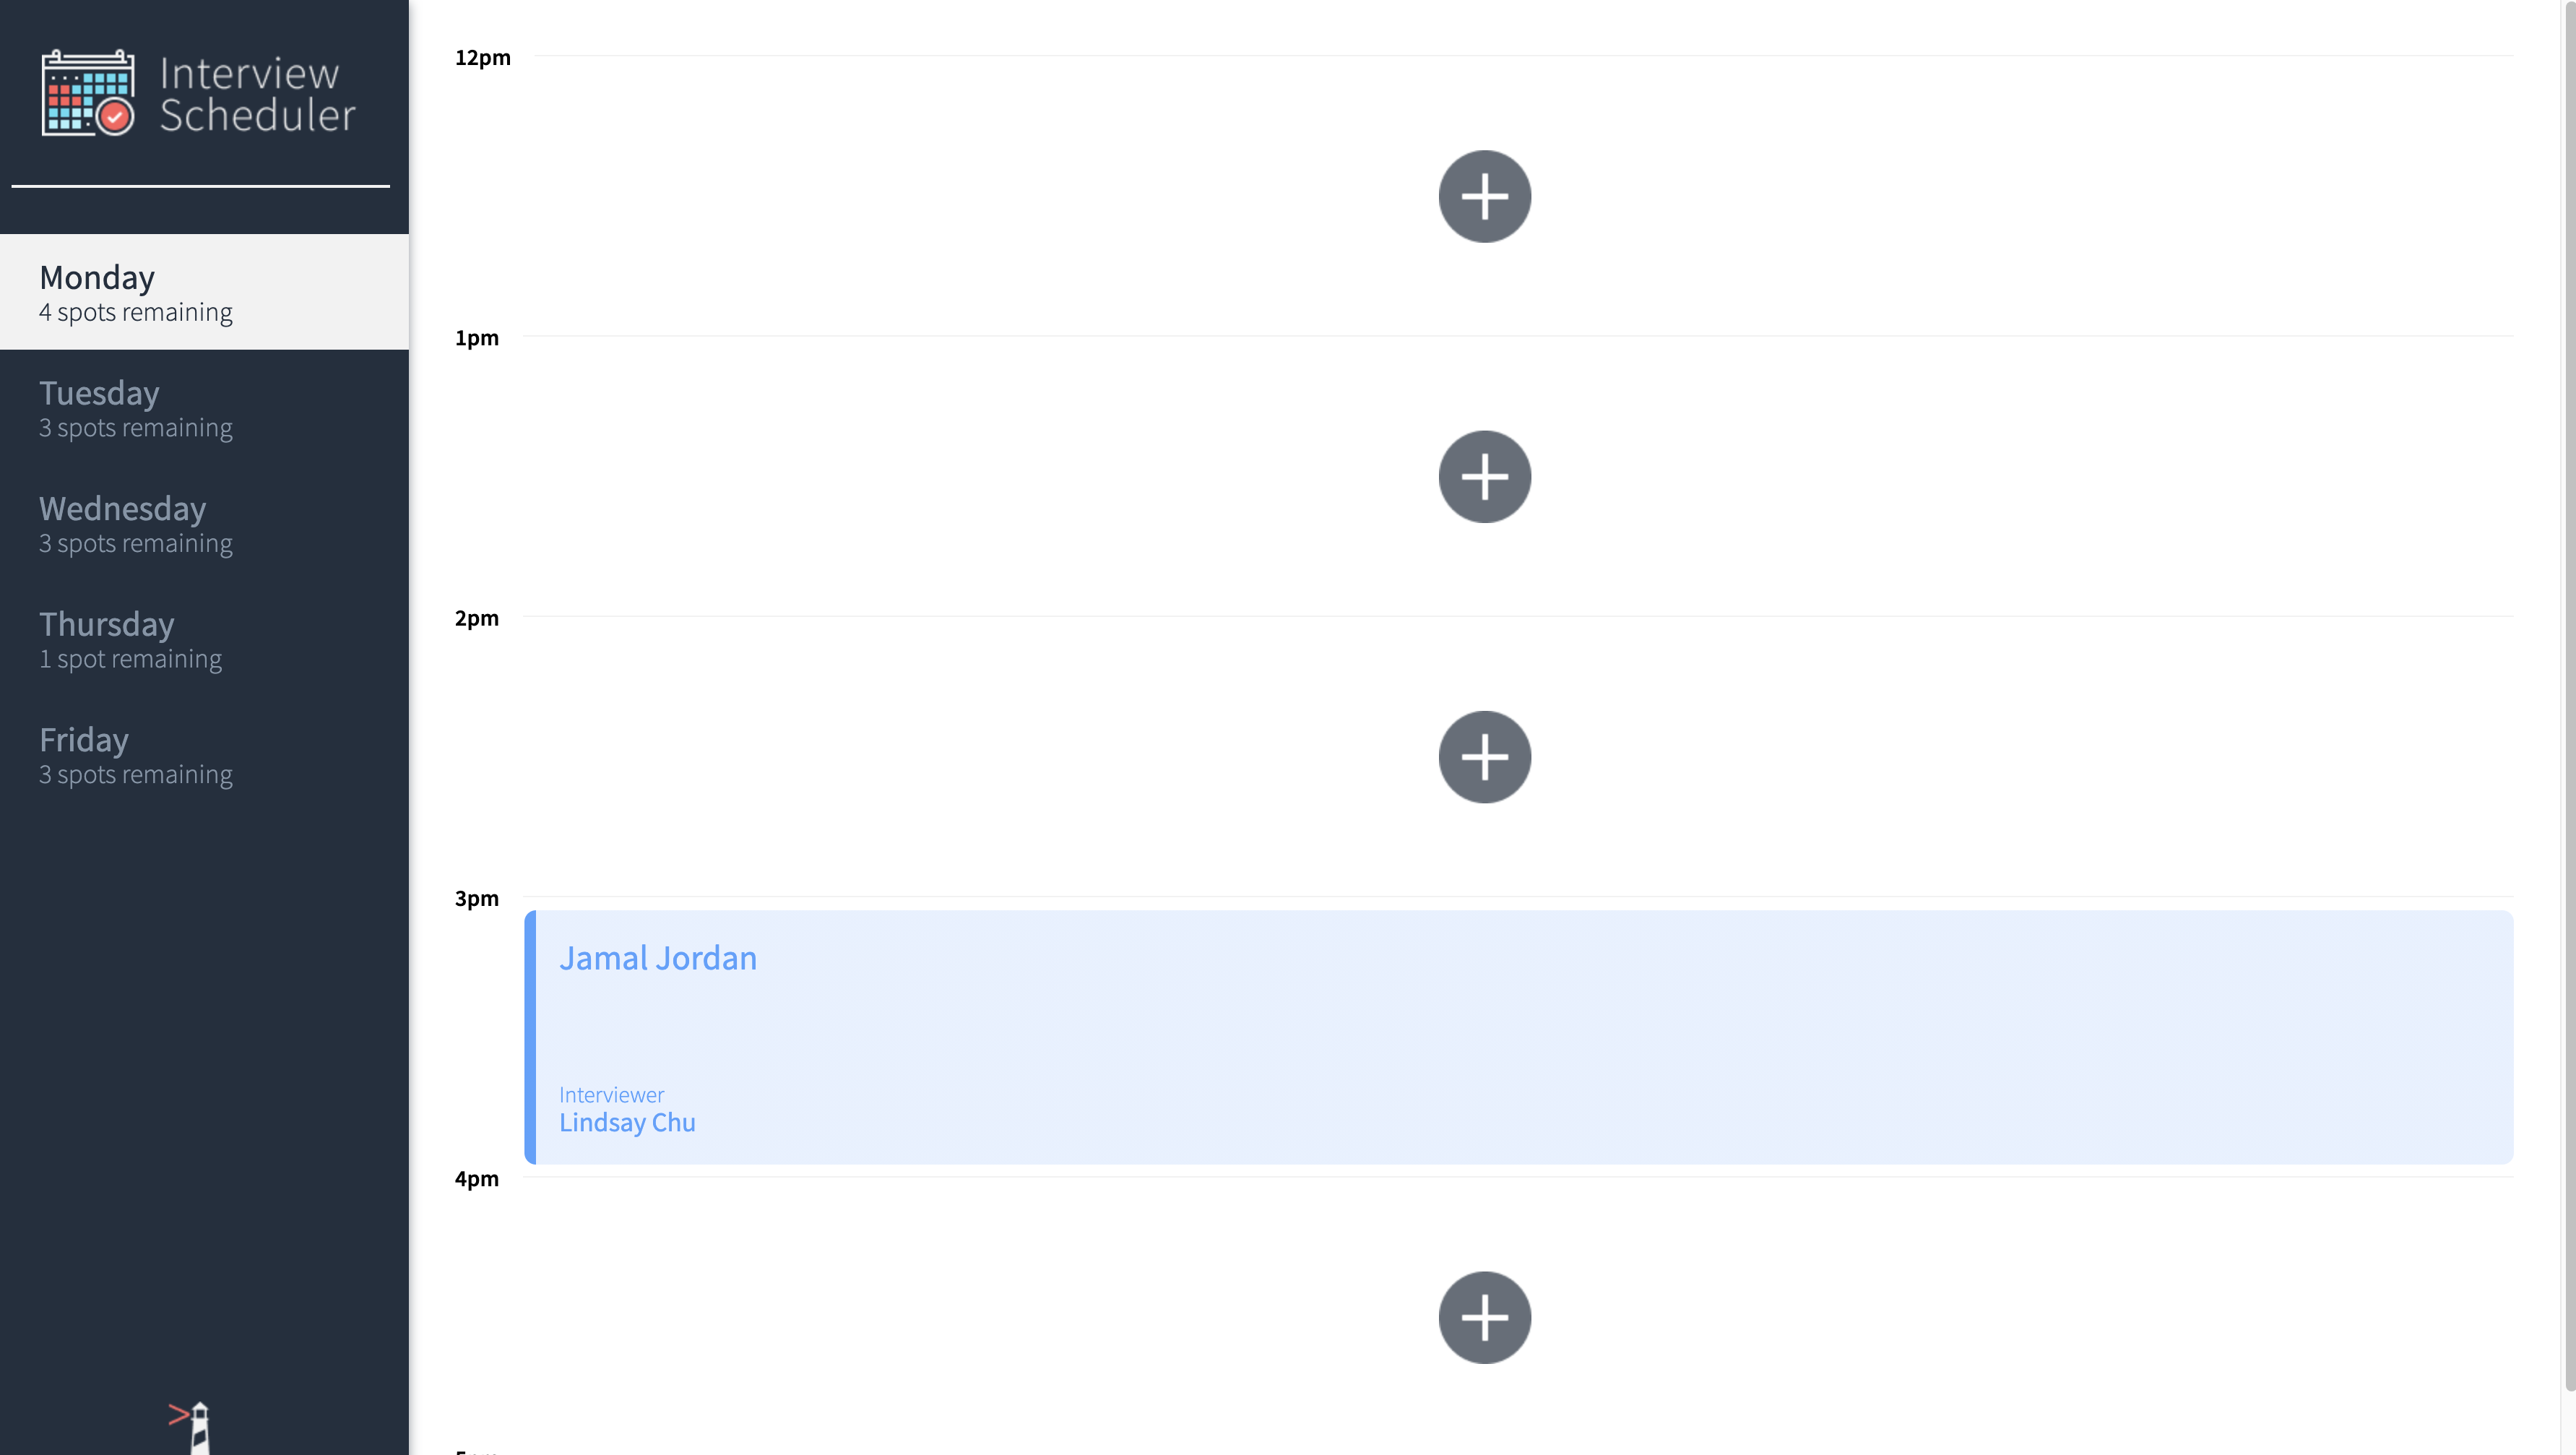 Interview
Scheduler
Monday
4 spots remaining
Tuesday
3 spots remaining
Wednesday
3 spots remaining
Thursday
1 spot remaining
Friday
3 spots remaining
12pm
1pm
2pm
3pm
Jamal Jordan
Interviewer
Lindsay Chu
4pm